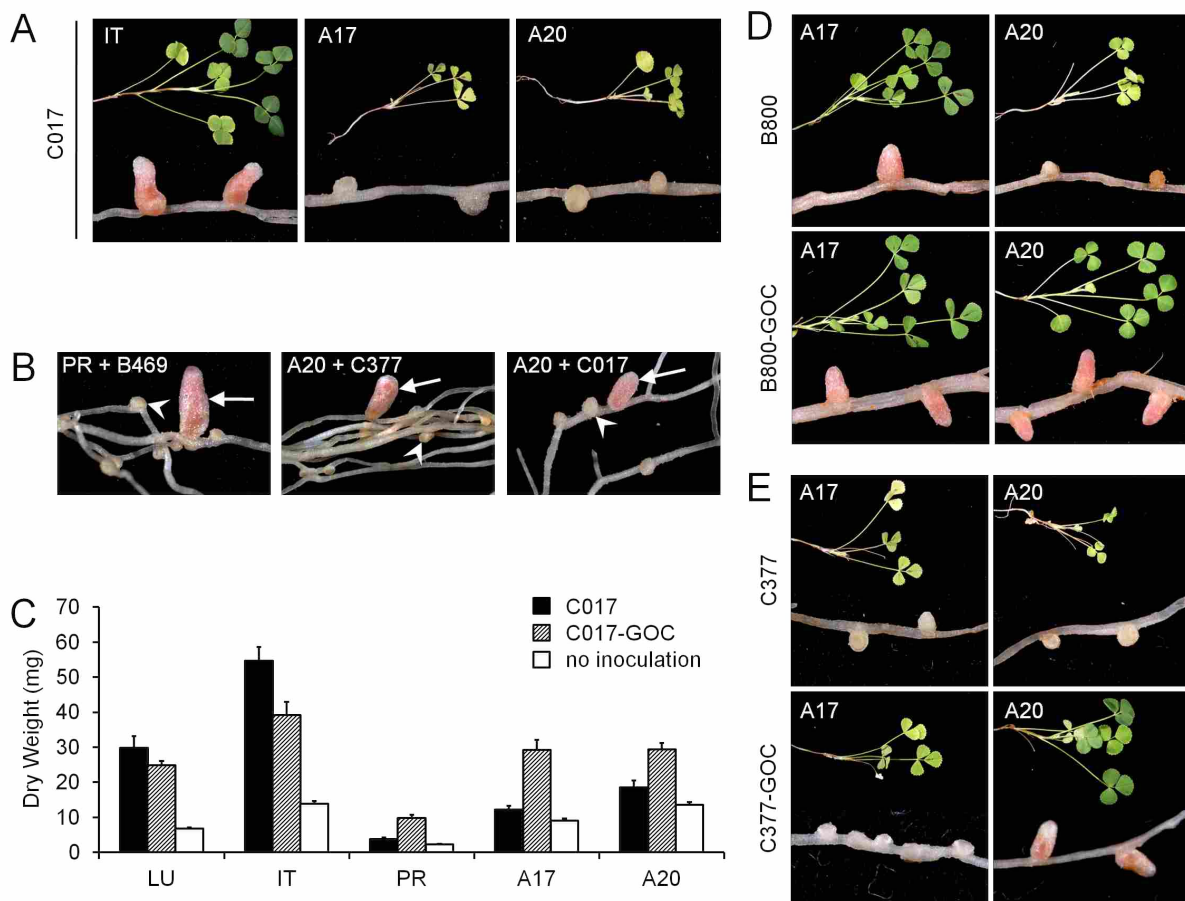 A
C017
IT
A17
A20
B
PR + B469
A20 + C377
A20 + C017
C
Dry Weight (mg)
70
60
50
40
30
20
10
0
C017
C017-GOC
no inoculation
LU
IT
PR
A17
A20
D
B800
A17
A20
B800-GOC
A17
A20
E
C377
A17
A20
C377-GOC
A17
A20